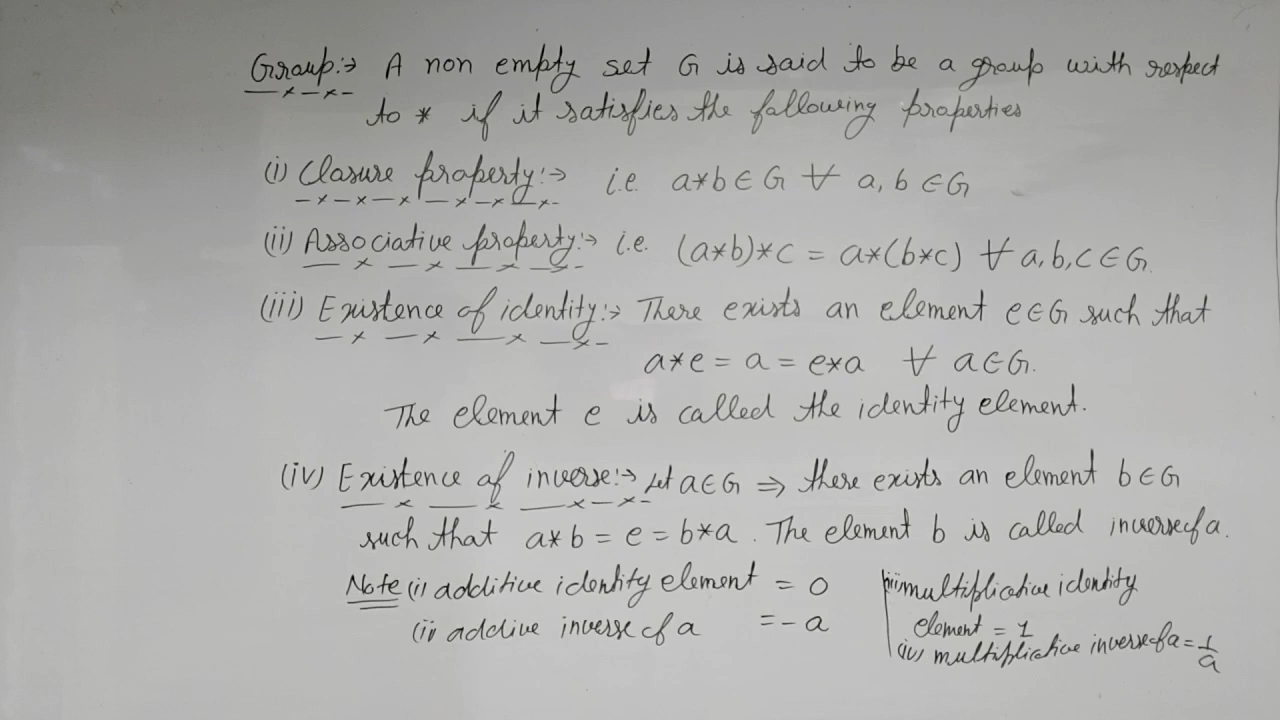 Group:→ A non empty set G is said to be a group with respect
to * if it satisfies the following properties
(i) Closure property:→ i.e a*b∈G ∀ a, b ∈G
(ii) Associative property:→ i.e. (a*b)*c = a*(b*c) ∀ a,b,c∈G.
(iii) Existence of identity:→ There exists an element e∈G such that
a*e = a = e*a ∀ a∈G.
The element e is called the identity element.
(iv) Existence of inverse:→ Let a∈G ⇒ there exists an element b∈G
such that a*b = e = b*a. The element b is called inverse of a.
Note (i) additive identity element = 0
(ii) addive inverse of a = -a
(iii) multiplicative identity
element = 1
(iv) multiplicative inverse of a = 1/a